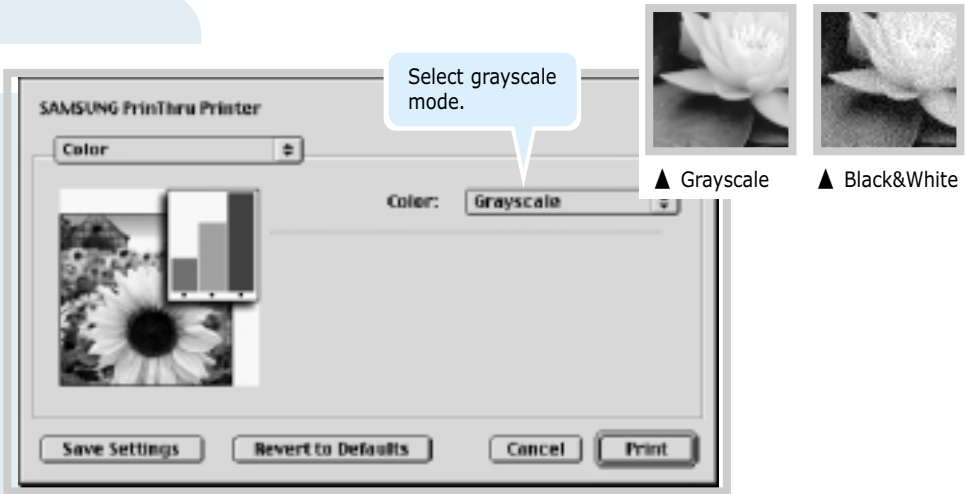 Select grayscale
mode.
SAMSUNG PrinThru Printer
Color
Color: Grayscale
▲ Grayscale
▲ Black&White
Save Settings
Revert to Defaults
Cancel
Print